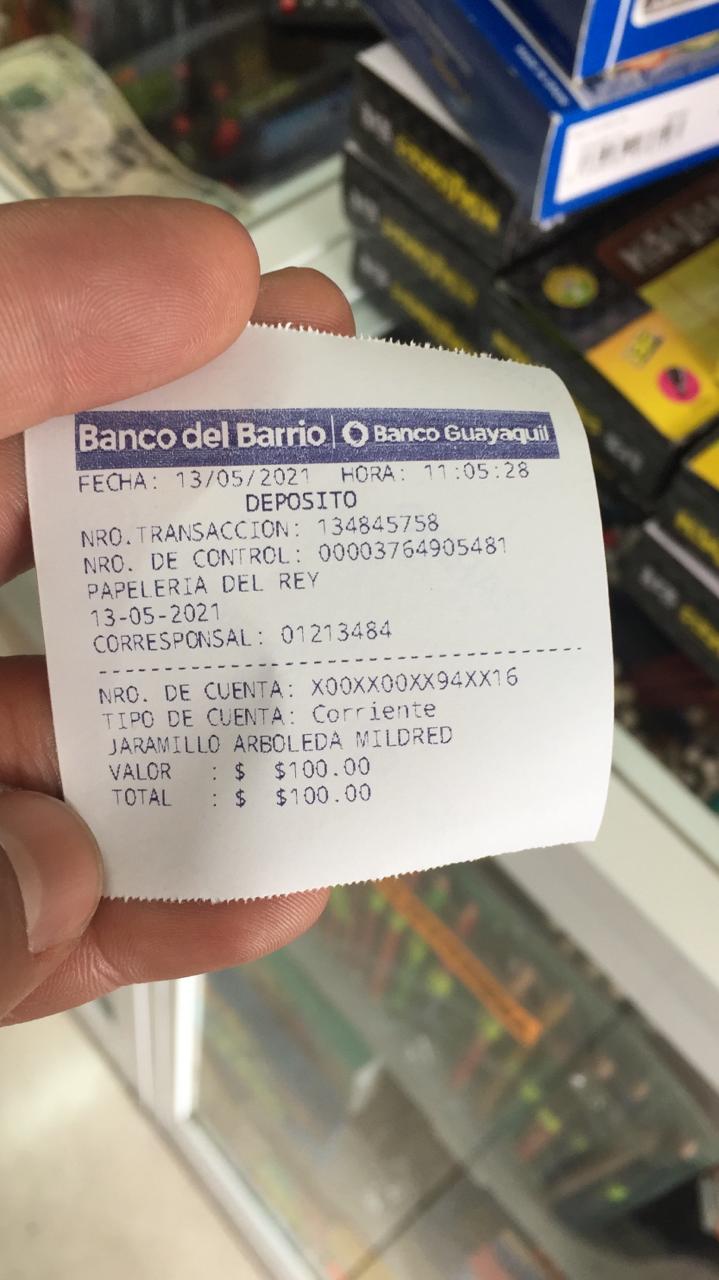 Banco del Barrio | Banco Guayaquil
FECHA: 13/05/2021 HORA: 11:05:28
DEPOSITO
NRO.TRANSACCION: 134845758
NRO. DE CONTROL: 00003764905481
PAPELERIA DEL REY
13-05-2021
CORRESPONSAL: 01213484
NRO. DE CUENTA: X00XX00XX94XX16
TIPO DE CUENTA: Corriente
JARAMILLO ARBOLEDA MILDRED
VALOR : $ $100.00
TOTAL : $ $100.00